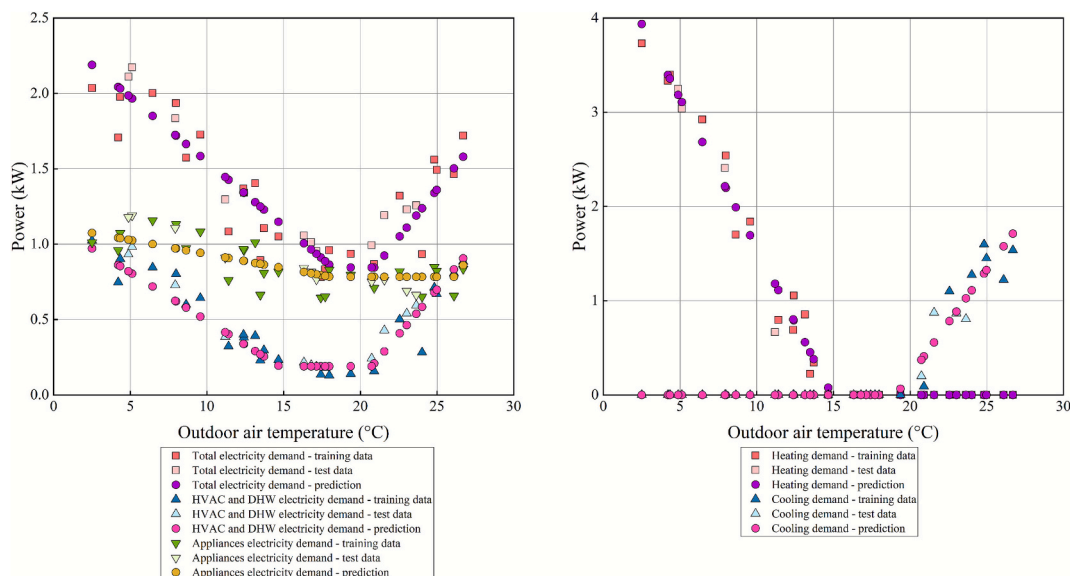 2.5
2.0
1.5
1.0
0.5
0.0
Power (kW)
0 5 10 15 20 25 30
Outdoor air temperature (°C)
Total electricity demand - training data
Total electricity demand - test data
Total electricity demand - prediction
HVAC and DHW electricity demand - training data
HVAC and DHW electricity demand - test data
HVAC and DHW electricity demand - prediction
Appliances electricity demand - training data
Appliances electricity demand - test data
Appliances electricity demand - prediction
4
3
2
1
0
Power (kW)
0 5 10 15 20 25 30
Outdoor air temperature (°C)
Heating demand - training data
Heating demand - test data
Heating demand - prediction
Cooling demand - training data
Cooling demand - test data
Cooling demand - prediction